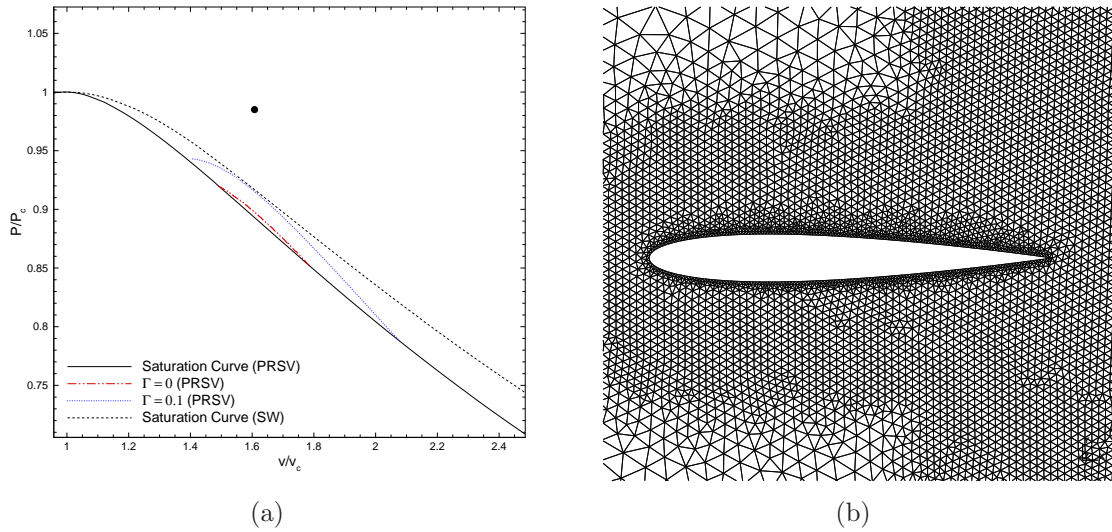 1.05
1
0.95
0.9
0.85
0.8
0.75
P/P_c
1 1.2 1.4 1.6 1.8 2 2.2 2.4
v/v_c
Saturation Curve (PRSV)
Γ = 0 (PRSV)
Γ = 0.1 (PRSV)
Saturation Curve (SW)
(a) (b)